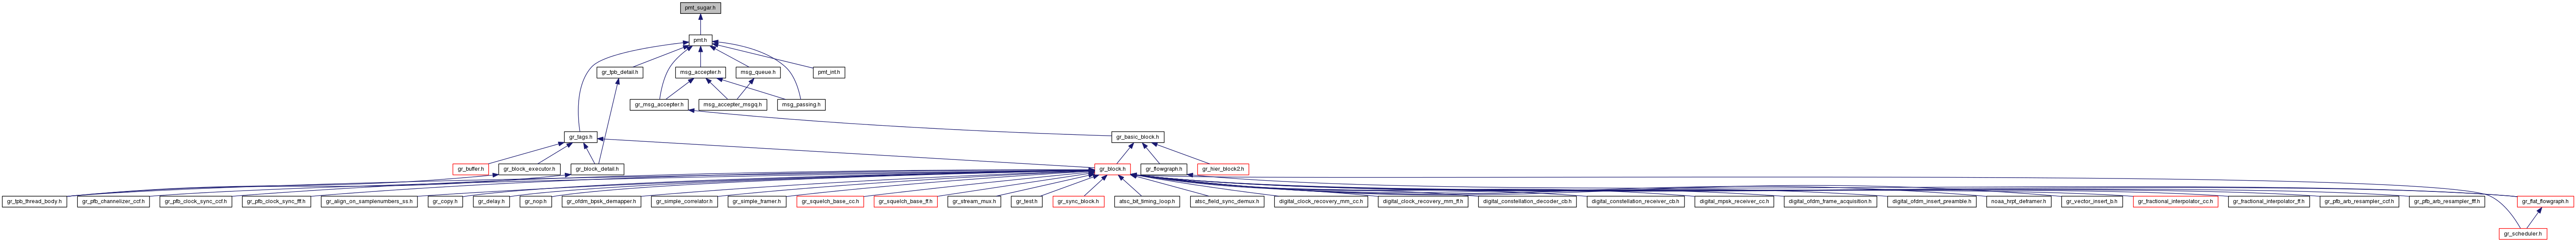 pmt_sugar.h
pmt.h
gr_tpb_detail.h
msg_accepter.h
msg_queue.h
pmt_int.h
gr_msg_accepter.h
msg_accepter_msgq.h
msg_passing.h
gr_tags.h
gr_basic_block.h
gr_buffer.h
gr_block_executor.h
gr_block_detail.h
gr_block.h
gr_flowgraph.h
gr_hier_block2.h
gr_tpb_thread_body.h
gr_pfb_channelizer_ccf.h
gr_pfb_clock_sync_ccf.h
gr_pfb_clock_sync_fff.h
gr_align_on_samplenumbers_ss.h
gr_copy.h
gr_delay.h
gr_nop.h
gr_ofdm_bpsk_demapper.h
gr_simple_correlator.h
gr_simple_framer.h
gr_squelch_base_cc.h
gr_squelch_base_ff.h
gr_stream_mux.h
gr_test.h
gr_sync_block.h
atsc_bit_timing_loop.h
atsc_field_sync_demux.h
digital_clock_recovery_mm_cc.h
digital_clock_recovery_mm_ff.h
digital_constellation_decoder_cb.h
digital_constellation_receiver_cb.h
digital_mpsk_receiver_cc.h
digital_ofdm_frame_acquisition.h
digital_ofdm_insert_preamble.h
noaa_hrpt_deframer.h
gr_vector_insert_b.h
gr_fractional_interpolator_cc.h
gr_fractional_interpolator_ff.h
gr_pfb_arb_resampler_ccf.h
gr_pfb_arb_resampler_fff.h
gr_flat_flowgraph.h
gr_scheduler.h